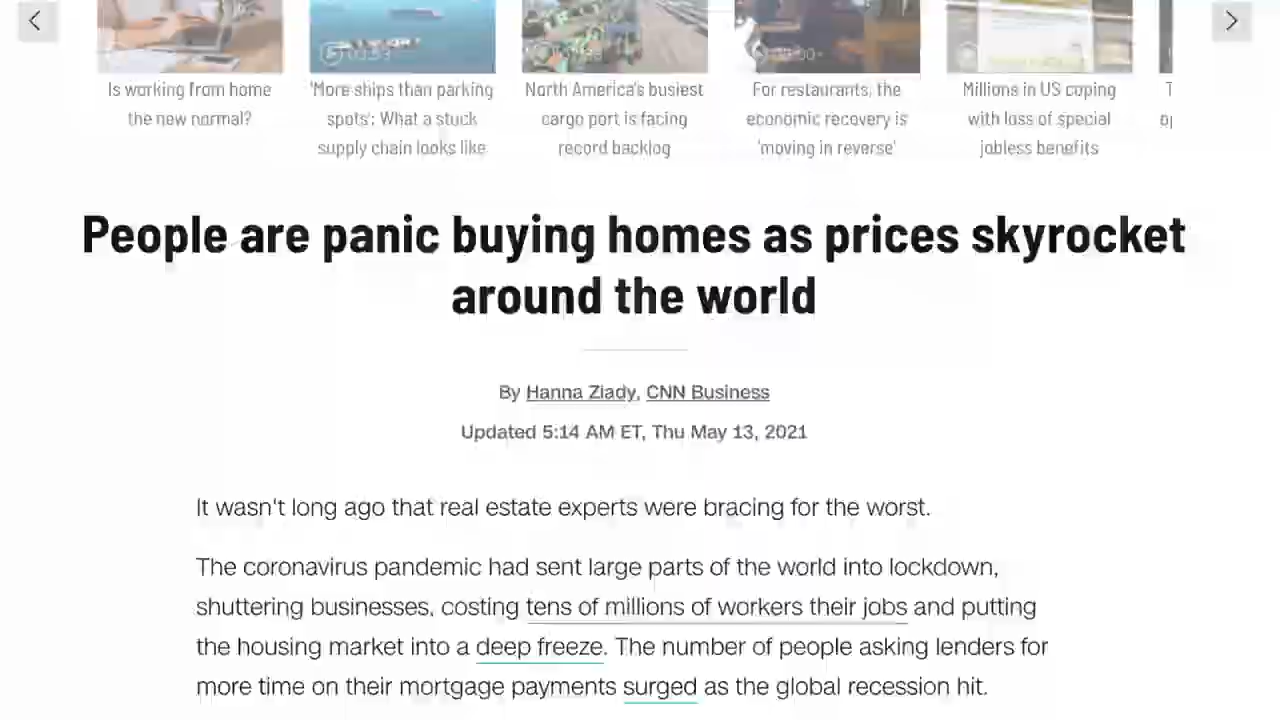 Is working from home
the new normal?
'More ships than parking
spots': What a stuck
supply chain looks like
North America's busiest
cargo port is facing
record backlog
For restaurants, the
economic recovery is
'moving in reverse'
Millions in US coping
with loss of special
jobless benefits
People are panic buying homes as prices skyrocket
around the world
By Hanna Ziady, CNN Business
Updated 5:14 AM ET, Thu May 13, 2021
It wasn't long ago that real estate experts were bracing for the worst.
The coronavirus pandemic had sent large parts of the world into lockdown,
shuttering businesses, costing tens of millions of workers their jobs and putting
the housing market into a deep freeze. The number of people asking lenders for
more time on their mortgage payments surged as the global recession hit.